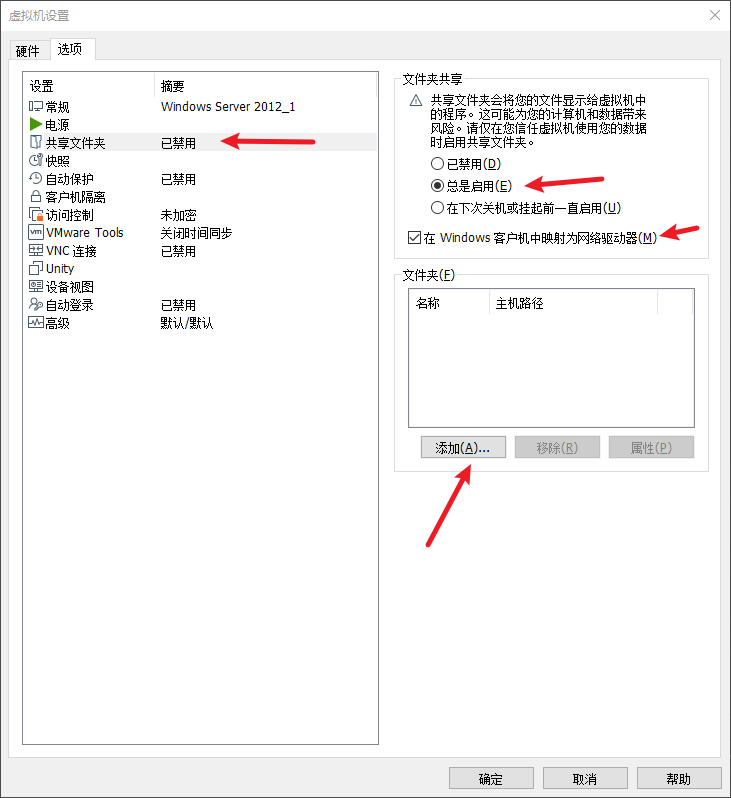 虚拟机设置
硬件 选项
设置 摘要
常规 Windows Server 2012_1
电源
共享文件夹 已禁用
快照
自动保护 已禁用
客户机隔离
访问控制 未加密
vm VMware Tools 关闭时间同步
VNC 连接 已禁用
Unity
设备视图
自动登录 已禁用
高级 默认/默认
文件夹共享
共享文件夹会将您的文件显示给虚拟机中
的程序。这可能为您的计算机和数据带来
风险。请仅在您信任虚拟机使用您的数据
时启用共享文件夹。
已禁用(D)
总是启用(E)
在下次关机或挂起前一直启用(U)
在 Windows 客户机中映射为网络驱动器(M)
文件夹(F)
名称 主机路径
添加(A)... 移除(R) 属性(P)
确定 取消 帮助